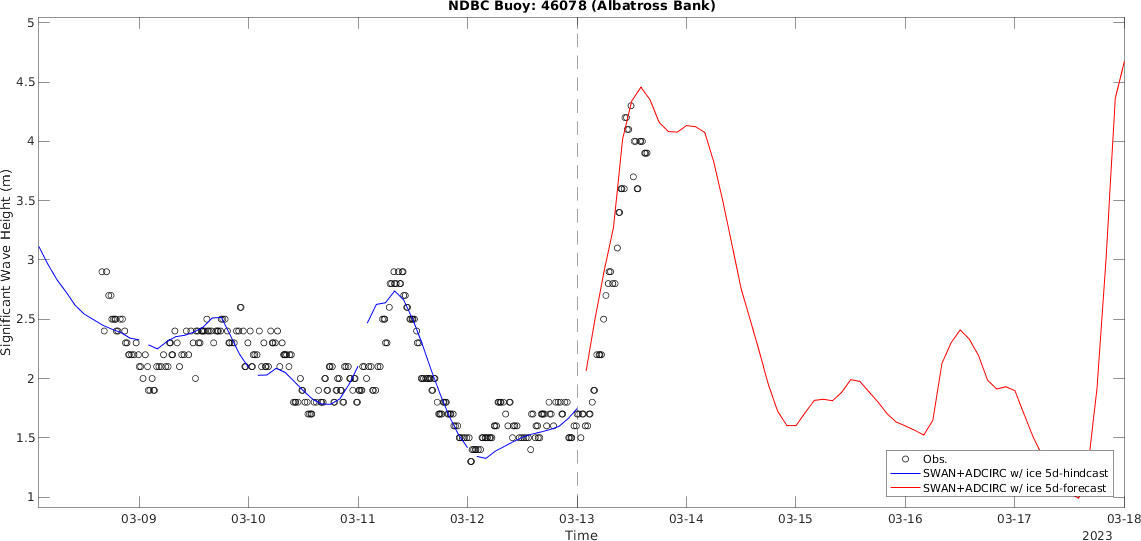 NDBC Buoy: 46078 (Albatross Bank)
Significant Wave Height (m)
5
4.5
4
3.5
3
2.5
2
1.5
1
Obs.
SWAN+ADCIRC w/ ice 5d-hindcast
SWAN+ADCIRC w/ ice 5d-forecast
03-09 03-10 03-11 03-12 03-13 03-14 03-15 03-16 03-17 03-18
Time
2023